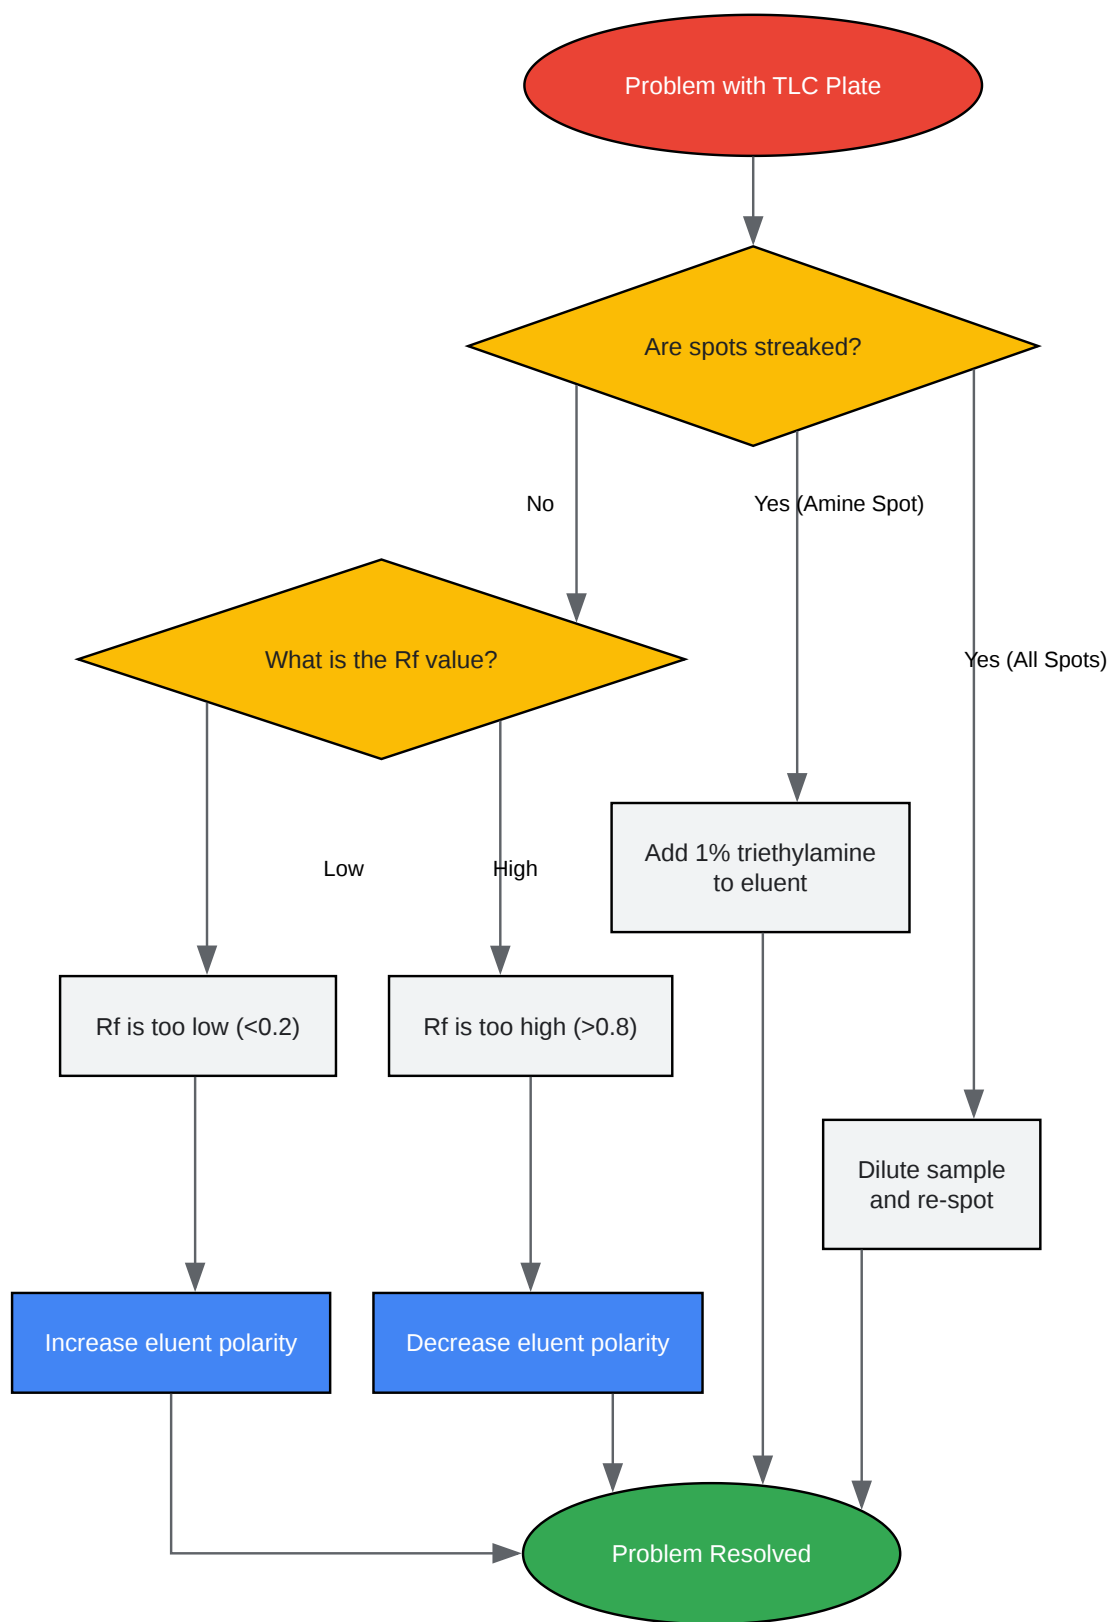 Problem with TLC Plate
Are spots streaked?
No
Yes (Amine Spot)
What is the Rf value?
Yes (All Spots)
Low
High
Add 1% triethylamine
to eluent
Rf is too low (<0.2)
Rf is too high (>0.8)
Dilute sample
and re-spot
Increase eluent polarity
Decrease eluent polarity
Problem Resolved